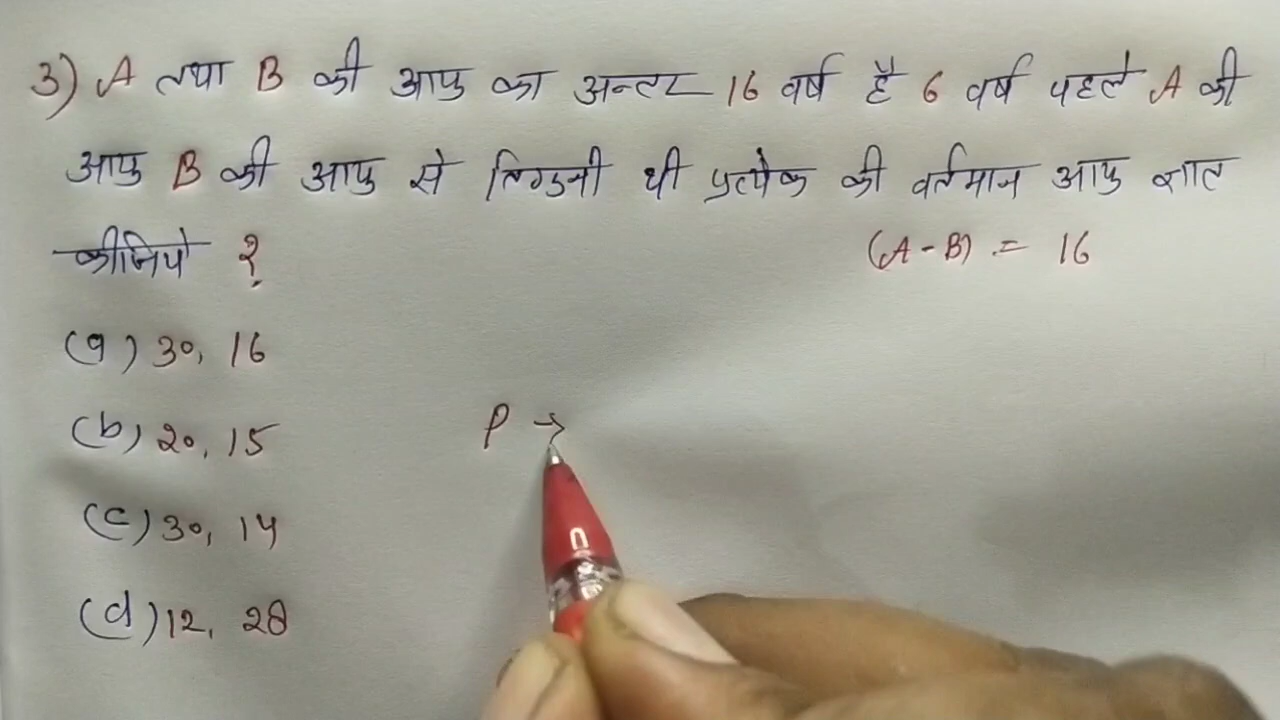 3) A तथा B की आयु का अन्तर 16 वर्ष है 6 वर्ष पहले A की
आयु B की आयु से तिगुनी थी प्रत्येक की वर्तमान आयु ज्ञात
कीजिये ?
(A - B) = 16
(a) 30, 16
(b) 20, 15
P →
(c) 30, 14
(d) 12, 28